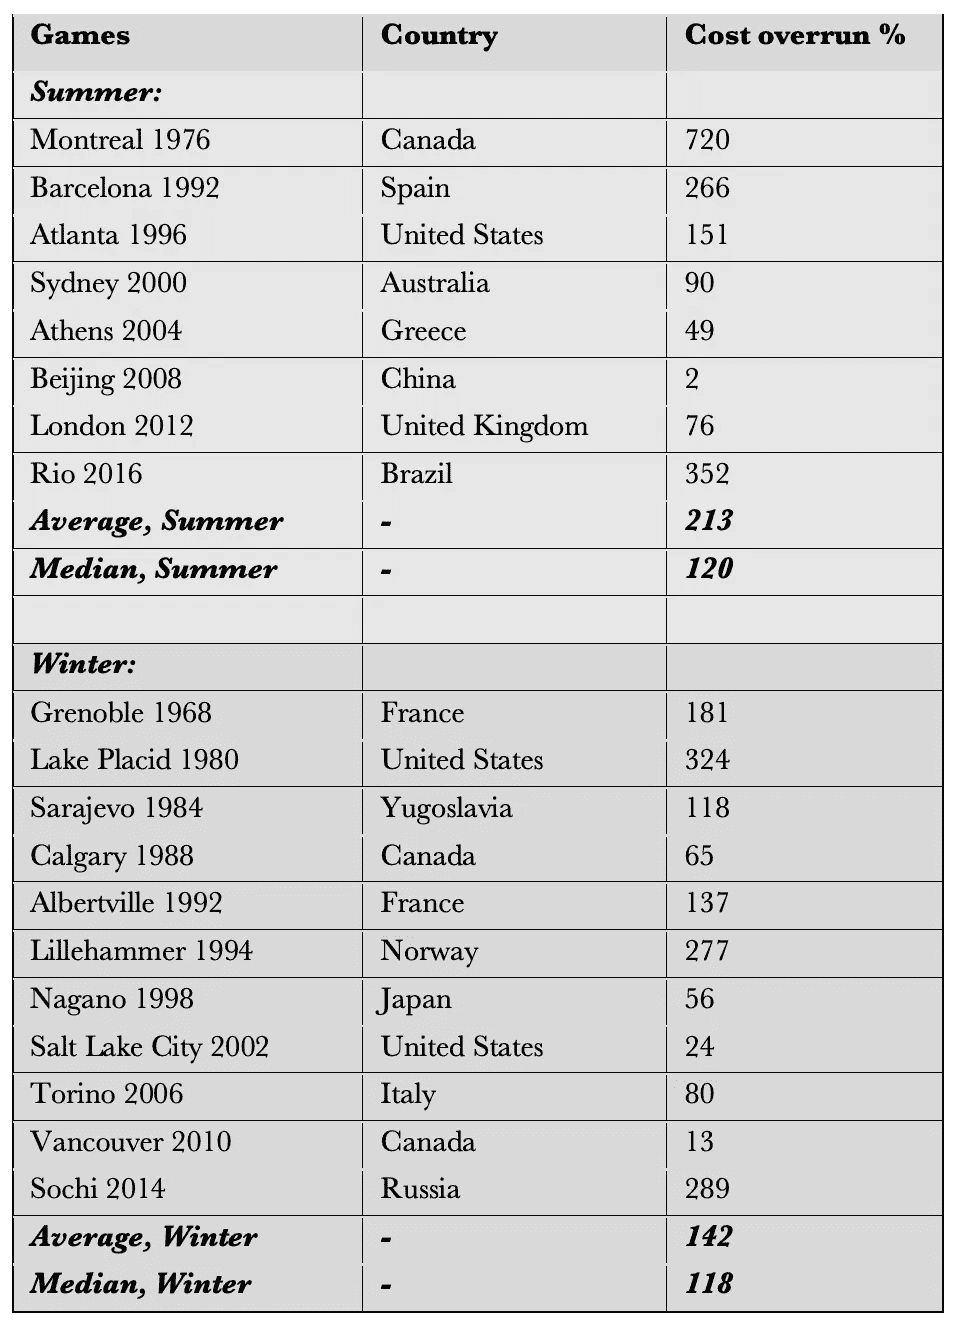 Games Country Cost overrun %
Summer:
Montreal 1976 Canada 720
Barcelona 1992 Spain 266
Atlanta 1996 United States 151
Sydney 2000 Australia 90
Athens 2004 Greece 49
Beijing 2008 China 2
London 2012 United Kingdom 76
Rio 2016 Brazil 352
Average, Summer - 213
Median, Summer - 120
Winter:
Grenoble 1968 France 181
Lake Placid 1980 United States 324
Sarajevo 1984 Yugoslavia 118
Calgary 1988 Canada 65
Albertville 1992 France 137
Lillehammer 1994 Norway 277
Nagano 1998 Japan 56
Salt Lake City 2002 United States 24
Torino 2006 Italy 80
Vancouver 2010 Canada 13
Sochi 2014 Russia 289
Average, Winter - 142
Median, Winter - 118